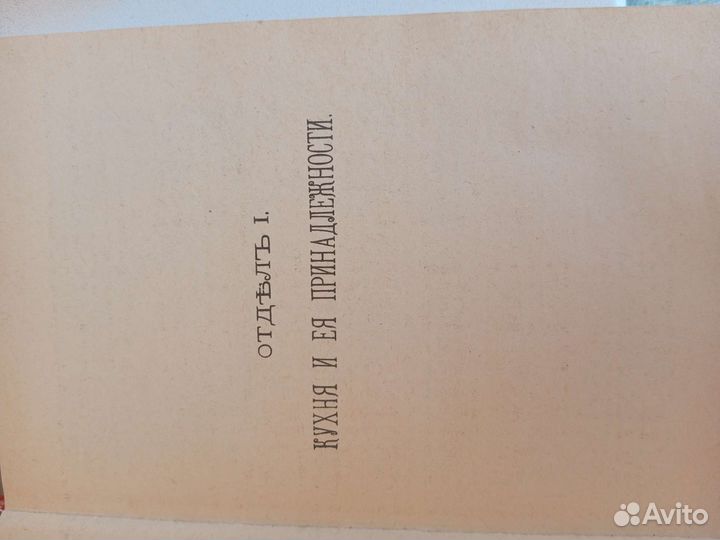 ОТДѢЛЪ I.
КУХНЯ И ЕЯ ПРИНАДЛЕЖНОСТИ.
Avito